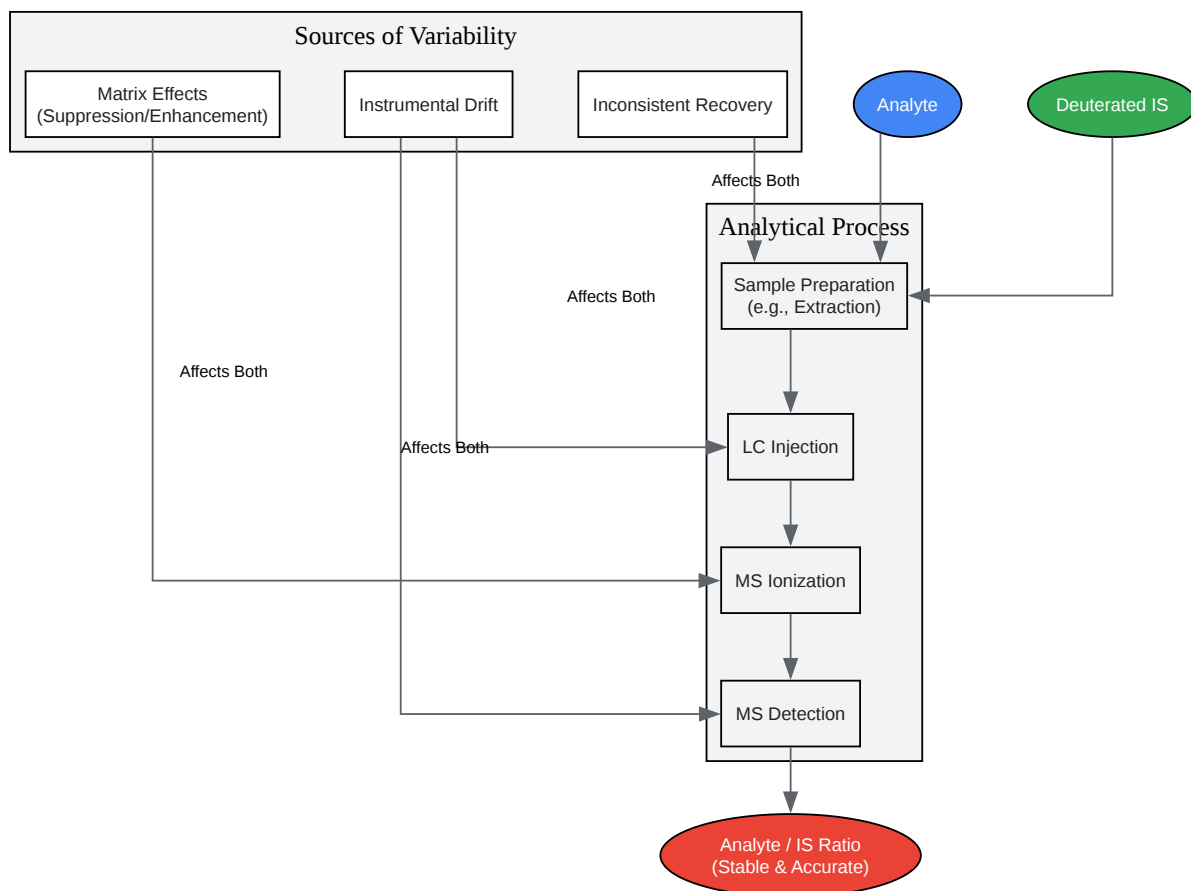 Sources of Variability
Matrix Effects
(Suppression/Enhancement)
Instrumental Drift
Inconsistent Recovery
Analyte
Deuterated IS
Affects Both
Analytical Process
Sample Preparation
(e.g., Extraction)
Affects Both
Affects Both
Affects Both
LC Injection
MS Ionization
MS Detection
Analyte / IS Ratio
(Stable & Accurate)